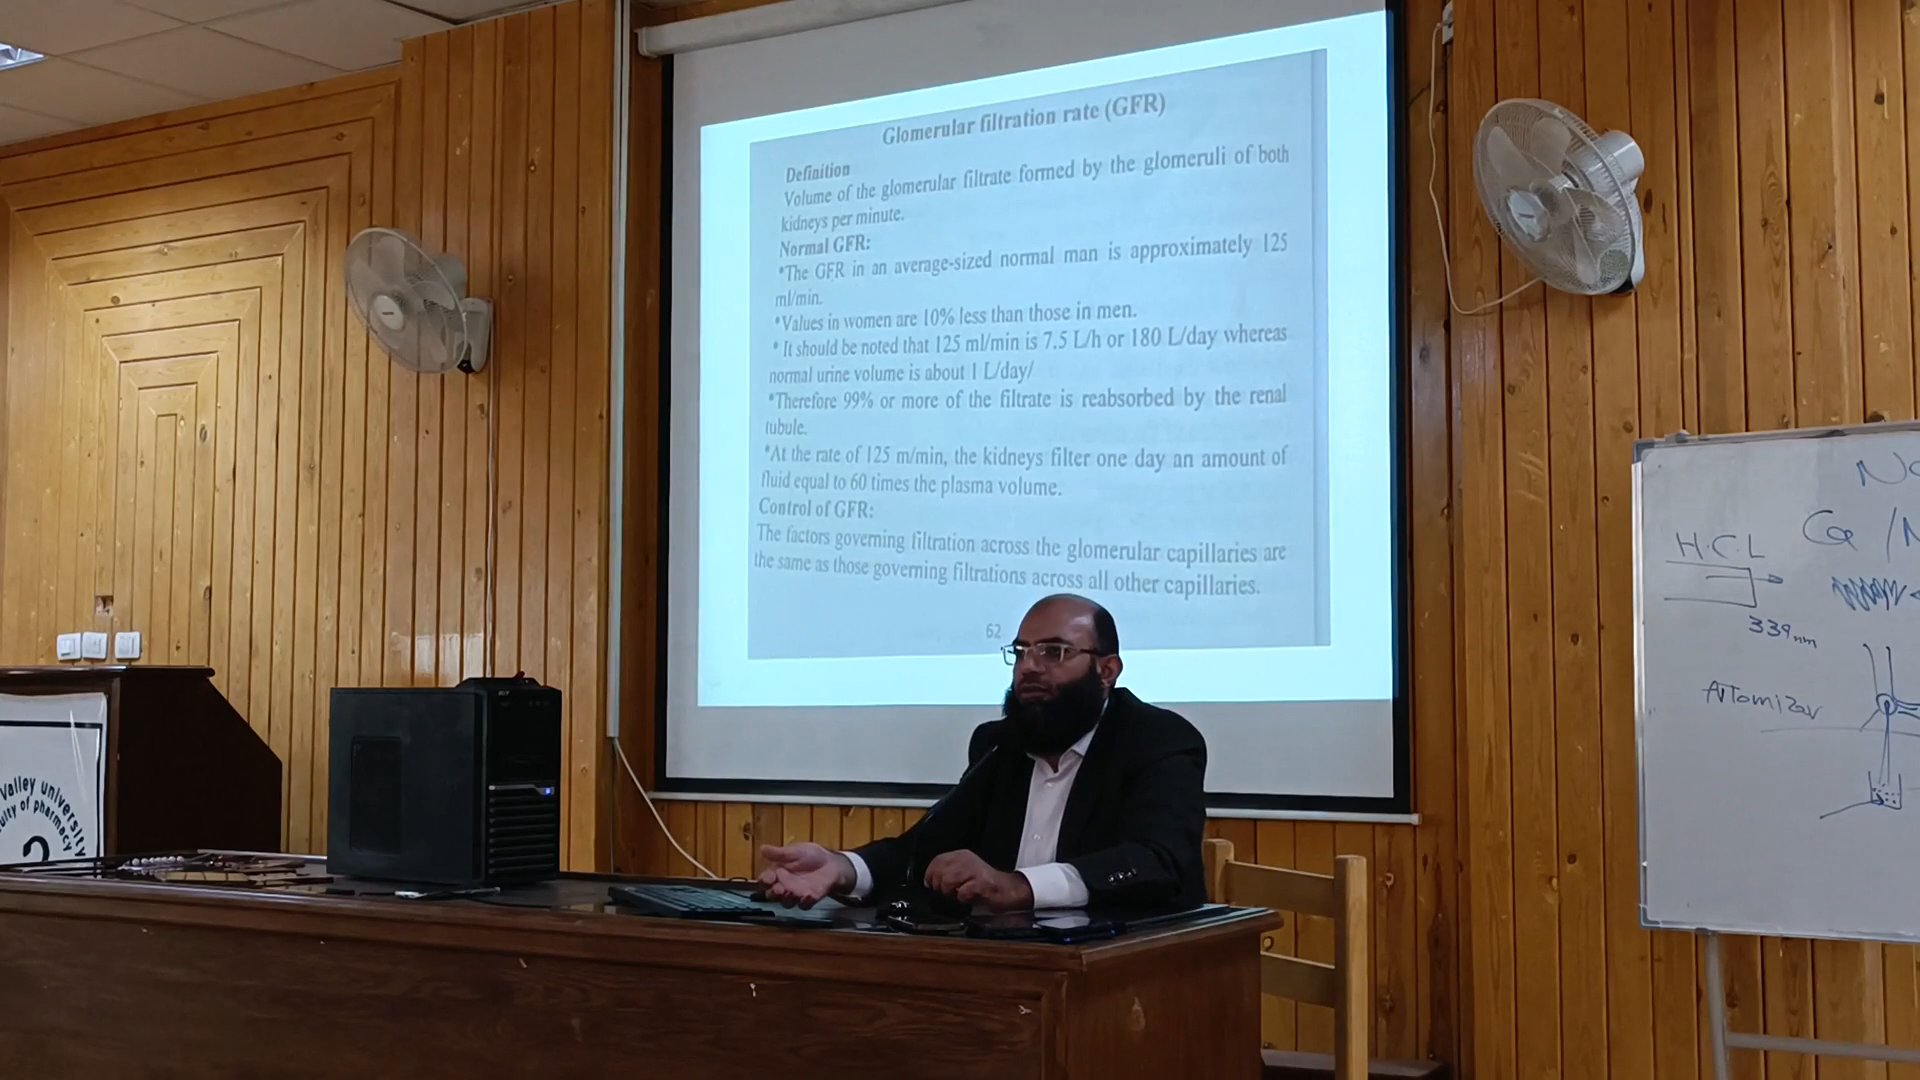 Glomerular filtration rate (GFR)
Definition
Volume of the glomerular filtrate formed by the glomeruli of both
kidneys per minute.
Normal GFR:
*The GFR in an average-sized normal man is approximately 125
ml/min.
*Values in women are 10% less than those in men.
* It should be noted that 125 ml/min is 7.5 L/h or 180 L/day whereas
normal urine volume is about 1 L/day/
*Therefore 99% or more of the filtrate is reabsorbed by the renal
tubule.
*At the rate of 125 m/min, the kidneys filter one day an amount of
fluid equal to 60 times the plasma volume.
Control of GFR:
The factors governing filtration across the glomerular capillaries are
the same as those governing filtrations across all other capillaries.
62
Valley university
of pharmacy
H.C.L
339nm